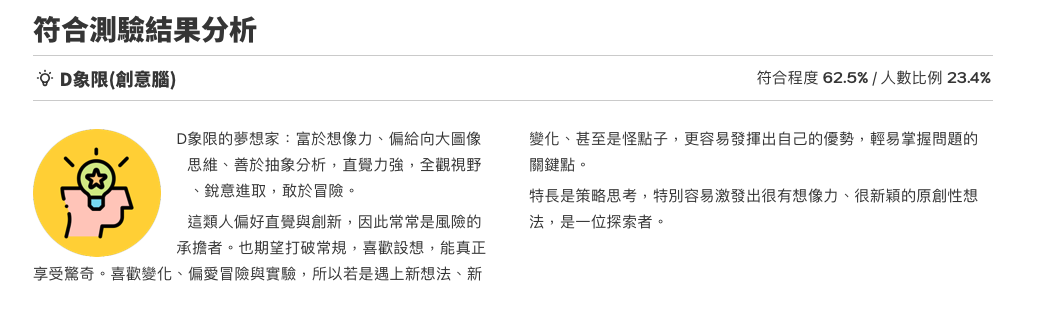 符合測驗結果分析
D象限(創意腦)
符合程度 62.5% / 人數比例 23.4%
D象限的夢想家：富於想像力、偏給向大圖像
思維、善於抽象分析，直覺力強，全觀視野
、銳意進取，敢於冒險。
這類人偏好直覺與創新，因此常常是風險的
承擔者。也期望打破常規，喜歡設想，能真正
享受驚奇。喜歡變化、偏愛冒險與實驗，所以若是遇上新想法、新
變化、甚至是怪點子，更容易發揮出自己的優勢，輕易掌握問題的
關鍵點。
特長是策略思考，特別容易激發出很有想像力、很新穎的原創性想
法，是一位探索者。